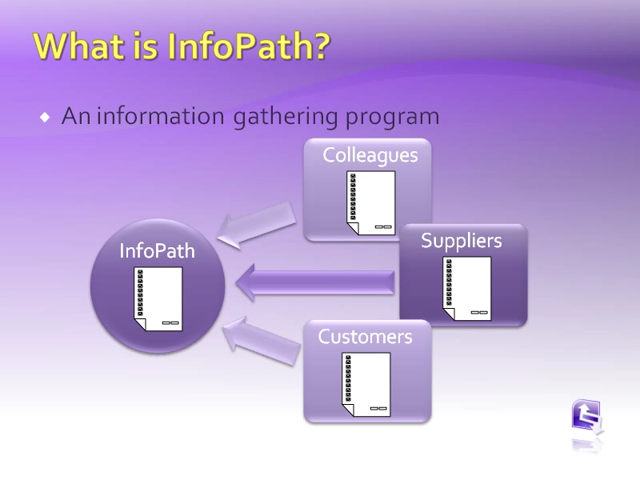 What is InfoPath?
An information gathering program
Colleagues
Suppliers
InfoPath
Customers